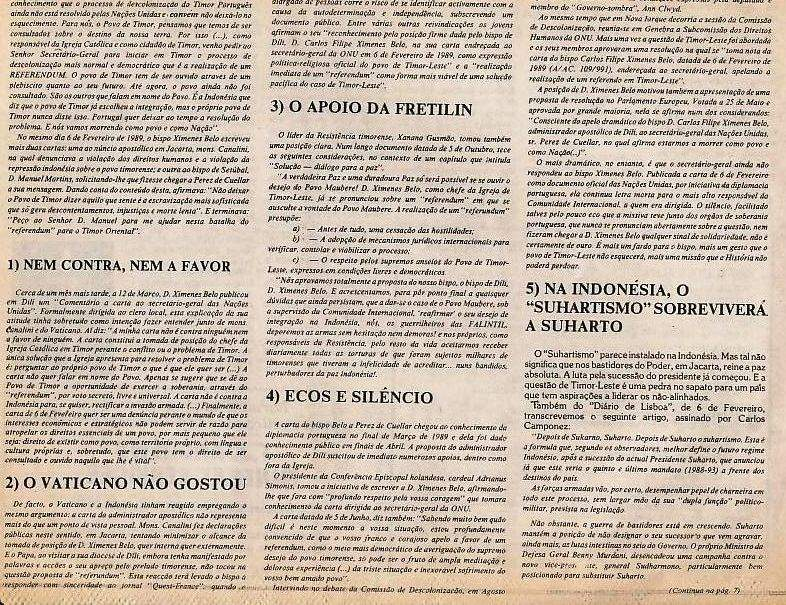 conhecimento que o processo de descolonização do Timor Português
ainda está resolvido pelas Nações Unidas e convem não deixá-lo no
esquecimento. Para nós, o Povo de Timor, pensamos que temos de ser
consultados sobre o destino da nossa terra. Por isso (...), como
responsável da Igreja Católica e como cidadão de Timor, venho pedir ao
Senhor Secretário-Geral para iniciar em Timor o processo de
descolonização mais normal e democrático que é a realização de um
REFERENDUM. O povo de Timor tem de ser ouvido através de um
plebiscito quanto ao seu futuro. Até agora, o povo ainda não foi
consultado. São os outros que falam em nome do Povo. É a Indonésia que
diz que o povo de Timor já escolheu a integração, mas o próprio povo de
Timor nunca disse isso. Portugal quer deixar ao tempo a resolução do
problema. E nós vamos morrendo como povo e como Nação".
No mesmo dia 6 de Fevereiro de 1989, o bispo Ximenes Belo escreveu
mais duas cartas: uma ao núncio apostólico em Jacarta, mons. Canalini,
na qual denunciava a violação dos direitos humanos e a violação da
repressão indonésia sobre o povo timorense; e outra ao bispo de Setúbal,
D. Manuel Martins, solicitando-lhe que fizesse chegar a Perez de Cuellar
a sua mensagem. Dando conta do conteúdo desta, afirmava: "Não deixar
o Povo de Timor dizer aquilo que sente é a escravização mais sofisticada
que só gera descontentamentos, injustiças e morte lenta". E terminava:
"Peço ao Senhor D. Manuel para me ajudar nesta batalha do
"referendum" para o Timor Oriental".
1) NEM CONTRA, NEM A FAVOR
Cerca de um mês mais tarde, a 12 de Março, D. Ximenes Belo publicou
em Dili um "Comentário a carta ao secretário-geral das Nações
Unidas". Formalmente dirigida ao clero local, esta explicação da sua
atitude tinha sobretudo como intenção fazer entender junto de mons.
Canalini e do Vaticano. Aí diz: "A minha carta não é contra ninguém nem
a favor de ninguém. A carta constitui a tomada de posição do chefe da
Igreja Católica em Timor perante o conflito ou o problema de Timor. A
única solução que a Igreja apresenta para resolver o problema de Timor
é perguntar ao próprio povo de Timor o que é que ele quer ser (...) A
carta não quer falar em nome do Povo. Apenas se sugere que se dê ao
Povo de Timor a oportunidade de exercer a soberania, através do
"referendum", por voto secreto, livre e universal. A carta não é contra a
Indonésia para, se quiser, rectificar a invasão armada. (...) Finalmente, a
carta de 6 de Fevereiro quer ser uma denúncia perante o mundo de que os
interesses económicos e estratégicos não podem servir de razão para
atropelar os direitos essenciais de um povo, por mais pequeno que ele
seja: direito de existir como povo, como território próprio, com língua e
cultura próprias e, sobretudo, que este povo tem o direito de ser
consultado e ouvido naquilo que lhe é vital".
2) O VATICANO NÃO GOSTOU
De facto, o Vaticano e a Indonésia tinham reagido empregando o
mesmo argumento: a carta do administrador apostólico não representa
mais do que um ponto de vista pessoal. Mons. Canalini fez declarações
públicas neste sentido, em Jacarta, tentando minimizar o alcance da
tomada de posição de D. Ximenes Belo, quer interna quer externamente.
E o Papa, ao visitar a sua diocese de Dili, embora tenha manifestado por
palavras e acções o seu apreço pelo prelado timorense, não tocou na
questão proposta de "referendum". Esta reacção terá levado o bispo a
responder com sinceridade ao jornal "Quest-France", quando o
alargado de pessoas corre o risco de se identificar activamente com a
causa da autodeterminação e independência, subscrevendo um
documento público. Entre várias outras reivindicações os jovens
afirmam o seu "reconhecimento pela posição firme dada pelo bispo de
Dili, D. Carlos Filipe Ximenes Belo, na sua carta endereçada ao
secretário-geral da ONU em 6 de Fevereiro de 1989, como expressão
político-religiosa oficial do povo de Timor-Leste" e a "realização
imediata de um "referendum" como forma mais viável de uma solução
pacífica do caso de Timor-Leste".
3) O APOIO DA FRETILIN
O líder da Resistência timorense, Xanana Gusmão, tomou também
uma posição clara. Num longo documento datado de 5 de Outubro, tece
as seguintes considerações, no contexto de um capítulo que intitula
"Solução — diálogo para a paz".
"A verdadeira Paz e uma duradoura Paz só será possível se se ouvir o
desejo do Povo Maubere! D. Ximenes Belo, como chefe da Igreja de
Timor-Leste, já se pronunciou sobre um "referendum" em que se
ausculte a vontade do Povo Maubere. A realização de um "referendum"
presupõe:
a) — Antes de tudo, uma cessação das hostilidades;
b) — A adopção de mecanismos jurídicos internacionais para
verificar, controlar e viabilizar o processo.
c) — O respeito pelos supremos anseios do Povo de Timor-
Leste, expressos em condições livres e democráticos.
"Nós aprovamos totalmente a proposta do nosso bispo, o bispo de Dili,
D. Ximenes Belo. E acrescentamos, para pôr ponto final a quaisquer
dúvidas que ainda persistam, que a dar-se o caso de o Povo Maubere, sob
a supervisão da Comunidade Internacional, 'reafirmar' o seu desejo de
integração na Indonésia, nós, os guerrilheiros das FALINTIL,
deporemos as armas sem hesitação nem demoras! e nos próprios, como
responsáveis da Resistência, pelo resto da vida aceitamos receber
diariamente todas as torturas de que foram sujeitos milhares de
timorenses que tiveram a infelicidade de acreditar... nuns bandidos,
perturbadores da paz indonésia!.
4) ECOS E SILÊNCIO
A carta do bispo Belo a Perez de Cuellar chegou ao conhecimento da
diplomacia portuguesa no final de Março de 1989 e dela foi dado
conhecimento público em finais de Abril. A proposta do administrador
apostólico de Dili suscitou de imediato numerosos apoios, dentro como
fora da Igreja.
O presidente da Conferência Episcopal holandesa, cardeal Adrianus
Simonis, tomou a iniciativa de escrever a D. Ximenes Belo, afirmando-
lhe que fora com "profundo respeito pela vossa coragem" que tomara
conhecimento da carta dirigida ao secretário-geral da ONU.
A carta datada de 5 de Junho, diz também: "Sabendo muito bem quão
difícil é neste momento a vossa situação, estou profundamente
convencido de que o vosso franco e corajoso apelo a favor de um
referendum, como o meio mais democrático de averiguação do supremo
desejo do povo timorense, só pode ser o fruto de ampla meditação e
dolorosa experiência (...) da triste situação e inexorável sofrimento do
vosso bem amado povo".
Intervindo no debate da Comissão de Descolonização, em Agosto
membro do "Governo-sombra", Ann Clwyd.
Ao mesmo tempo que em Nova Iorque decorria a sessão da Comissão
de Descolonização, reunia-se em Genebra a Subcomissão dos Direitos
Humanos da ONU. Mais uma vez a questão de Timor-Leste foi abordada
e os seus membros aprovaram uma resolução na qual se "toma nota da
carta do bispo Carlos Filipe Ximenes Belo, datada de 6 de Fevereiro de
1989 (A/AC. 109/991), endereçada ao secretário-geral, apelando a
realização de um referendo em Timor-Leste".
A posição de D. Ximenes Belo motivou também a apresentação de uma
proposta de resolução no Parlamento Europeu. Votada a 25 de Maio e
aprovada por grande maioria, nela se afirma num dos considerandos:
"Consciente do apelo dramático do bispo D. Carlos Filipe Ximenes Belo,
administrador apostólico de Dili, ao secretário-geral das Nações Unidas,
sr. Perez de Cuellar, no qual afirma estarmos a morrer como povo e
como Nação(...)".
O mais dramático, no entanto, é que o secretário-geral ainda não
respondeu ao bispo Ximenes Belo. Publicada a carta de 6 de Fevereiro
como documento oficial das Nações Unidas, por iniciativa da diplomacia
portuguesa, ela continua letra morta para o mais alto responsável da
Comunidade Internacional, a quem era dirigida. O silêncio, facilitado
talvez pelo pouco eco que a missiva teve junto dos orgãos de soberania
portuguesa, que nunca se pronunciaram abertamente sobre a questão, nem
fizeram chegar a D. Ximenes Belo qualquer sinal de solidariedade, não é
certamente de ouro. É mais um fardo para o bispo, mais um gesto que o
povo de Timor-Leste não esquecerá, mais uma missão que a História não
poderá perdoar.
5) NA INDONÉSIA, O
"SUHARTISMO" SOBREVIVERÁ
A SUHARTO
O "Suhartismo" parece instalado na Indonésia. Mas tal não
significa que nos bastidores do Poder, em Jacarta, reine a paz
absoluta. A luta pela sucessão do presidente já começou. E a
questão de Timor-Leste é uma pedra no sapato para um país
que tem aspirações a liderar os não-alinhados.
Também do "Diário de Lisboa", de 6 de Fevereiro,
transcrevemos o seguinte artigo, assinado por Carlos
Camponez:
"Depois de Sukarno, Suharto. Depois de Suharto o suhartismo. Esta é
a formula que, segundo os observadores, melhor define o futuro regime
Indonésio, após a sucessão do actual Presidente Suharto, que anunciou
já que este seria o quinto e último mandato (1988-93) a frente dos
destinos do país.
As forças armadas vão, por certo, desempenhar papel de charneira em
todo este processo, sem largar mão da sua "dupla função" político-
militar, prevista na legislação.
Não obstante, a guerra de bastidores está em crescendo. Suharto
mantém a posição de não designar o seu sucessor o que vem agravar,
ainda mais, as lutas intestinas no seio do Governo. O próprio Ministro da
Defesa Geral Beny Murdani, desencadeou uma campanha contra o
novo vice-pres. ente, general Sudharmono, particularmente bem
posicionado para substituir Suharto.
(Continua na pág. 7)